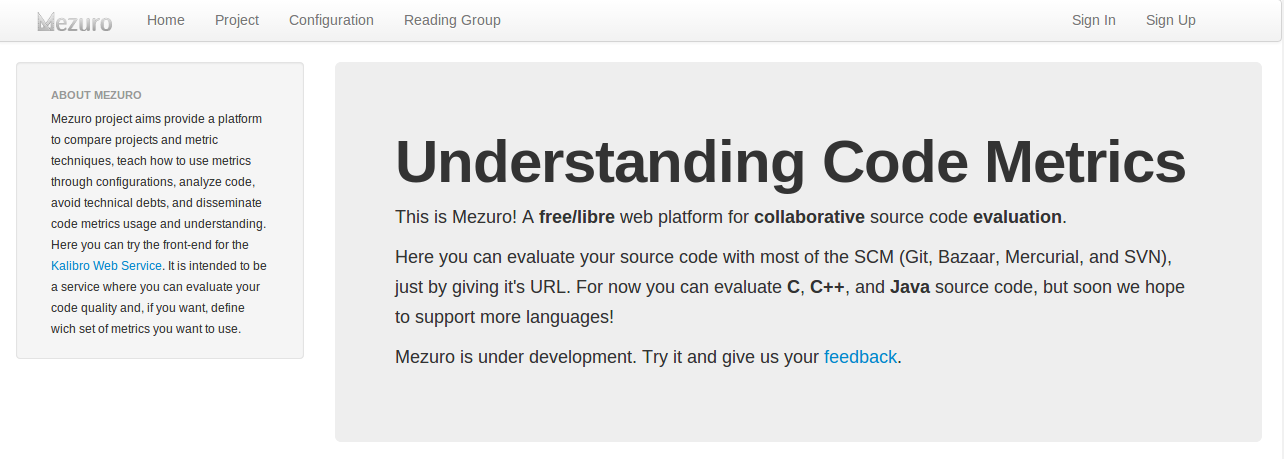 Mezuro Home Project Configuration Reading Group Sign In Sign Up
ABOUT MEZURO
Mezuro project aims provide a platform
to compare projects and metric
techniques, teach how to use metrics
through configurations, analyze code,
avoid technical debts, and disseminate
code metrics usage and understanding.
Here you can try the front-end for the
Kalibro Web Service. It is intended to be
a service where you can evaluate your
code quality and, if you want, define
wich set of metrics you want to use.
Understanding Code Metrics
This is Mezuro! A free/libre web platform for collaborative source code evaluation.
Here you can evaluate your source code with most of the SCM (Git, Bazaar, Mercurial, and SVN),
just by giving it's URL. For now you can evaluate C, C++, and Java source code, but soon we hope
to support more languages!
Mezuro is under development. Try it and give us your feedback.